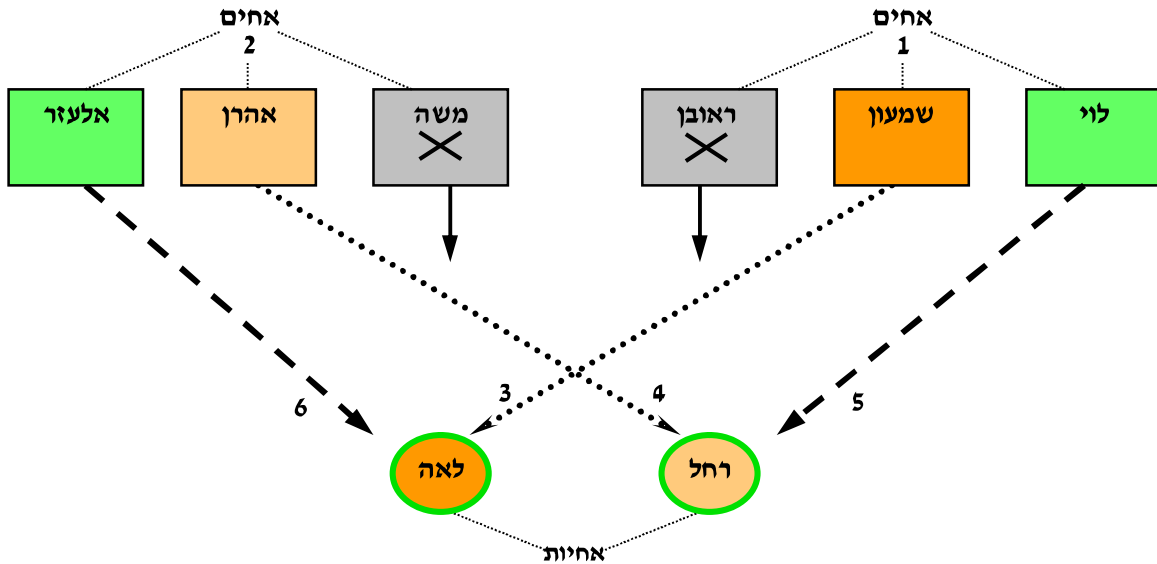 אחים
1
אחים
2
לוי
שמעון
ראובן
משה
אהרן
אלעזר
5
4
3
6
רחל
לאה
אחיות